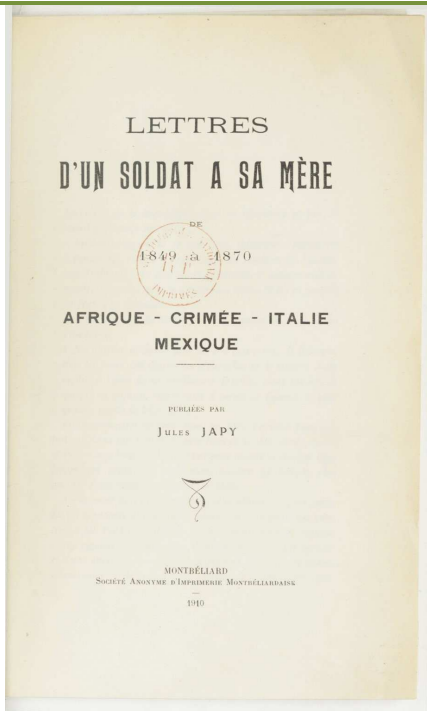 LETTRES
D'UN SOLDAT A SA MÈRE
DE
1849 à 1870
IMPRIMÉS
AFRIQUE - CRIMÉE - ITALIE
MEXIQUE
PUBLIÉES PAR
JULES JAPY
MONTBÉLIARD
SOCIÉTÉ ANONYME D'IMPRIMERIE MONTBÉLIARDAISE
1910